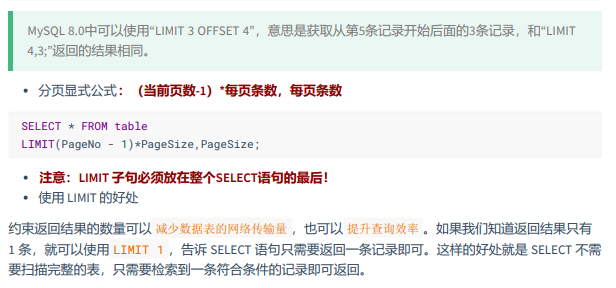 MySQL 8.0中可以使用“LIMIT 3 OFFSET 4”，意思是获取从第5条记录开始后面的3条记录，和“LIMIT
4,3;”返回的结果相同。
• 分页显式公式：（当前页数-1）*每页条数，每页条数
SELECT * FROM table
LIMIT(PageNo - 1)*PageSize,PageSize;
• 注意：LIMIT 子句必须放在整个SELECT语句的最后！
• 使用 LIMIT 的好处
约束返回结果的数量可以 减少数据表的网络传输量 ，也可以 提升查询效率 。如果我们知道返回结果只有
1 条，就可以使用 LIMIT 1 ，告诉 SELECT 语句只需要返回一条记录即可。这样的好处就是 SELECT 不需
要扫描完整的表，只需要检索到一条符合条件的记录即可返回。